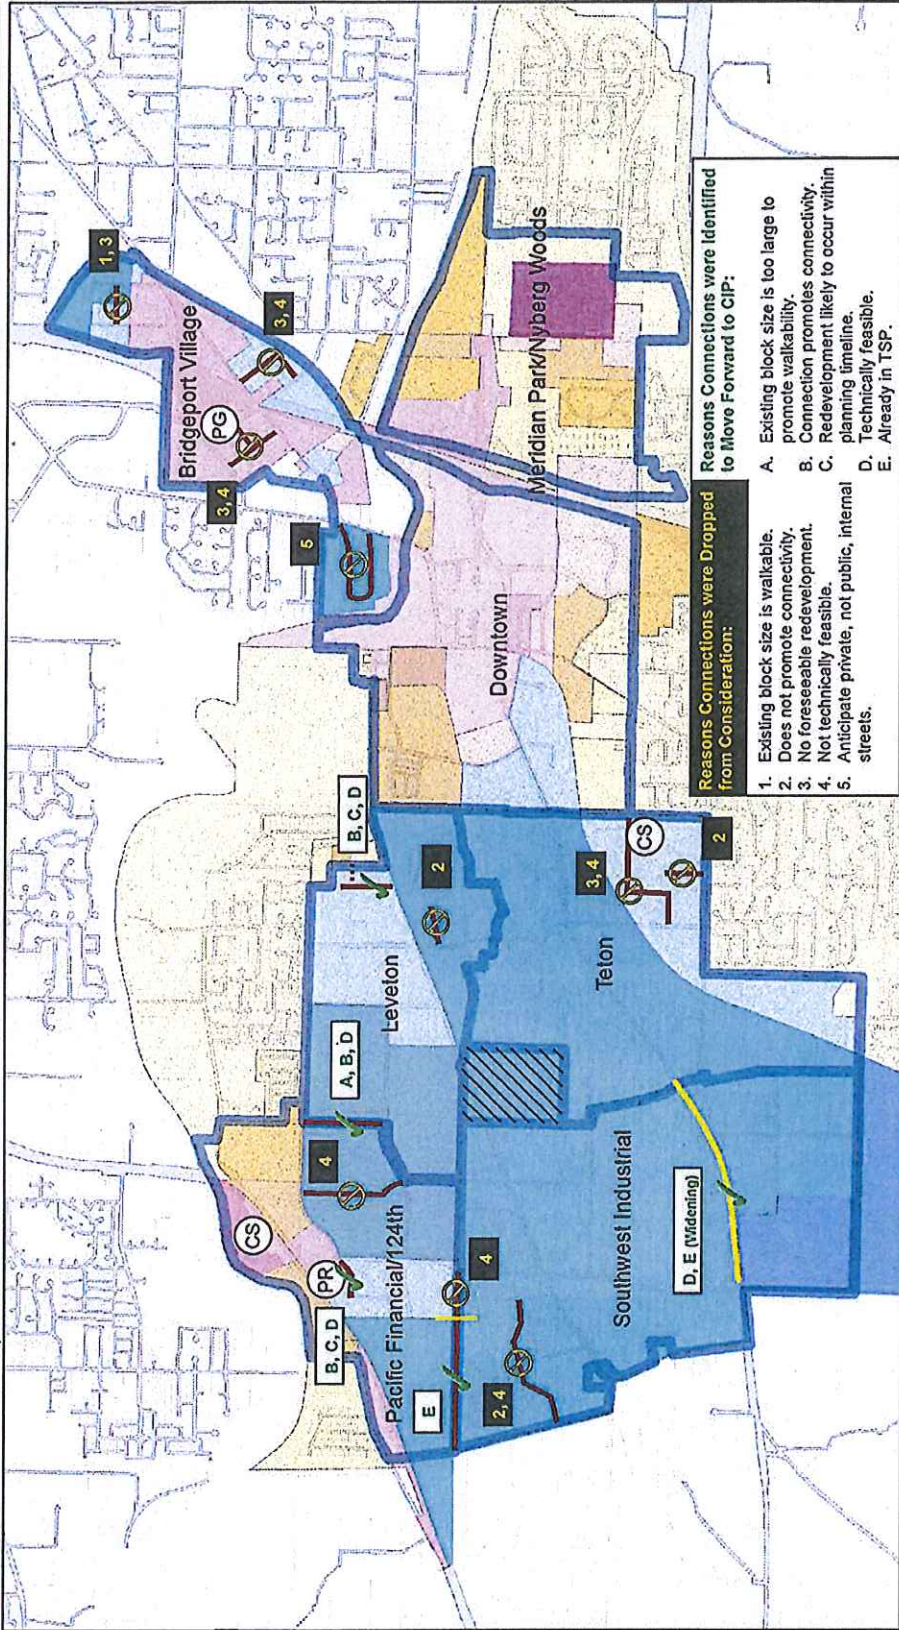 1, 3
Bridgeport Village
3,4
PG
3,4
5
Meridian Park/Nyberg Woods
Downtown
B, C, D
2
Leveton
A, B, D
4
CS
PR
B, C, D
Pacific Financial/124th
E
4
2, 4
Southwest Industrial
D, E (Widening)
Teton
3, 4
CS
2
Reasons Connections were Dropped
from Consideration:
1. Existing block size is walkable.
2. Does not promote connectivity.
3. No foreseeable redevelopment.
4. Not technically feasible.
5. Anticipate private, not public, internal
streets.
Reasons Connections were Identified
to Move Forward to CIP:
A. Existing block size is too large to
promote walkability.
B. Connection promotes connectivity.
C. Redevelopment likely to occur within
planning timeline.
D. Technically feasible.
E. Already in TSP.